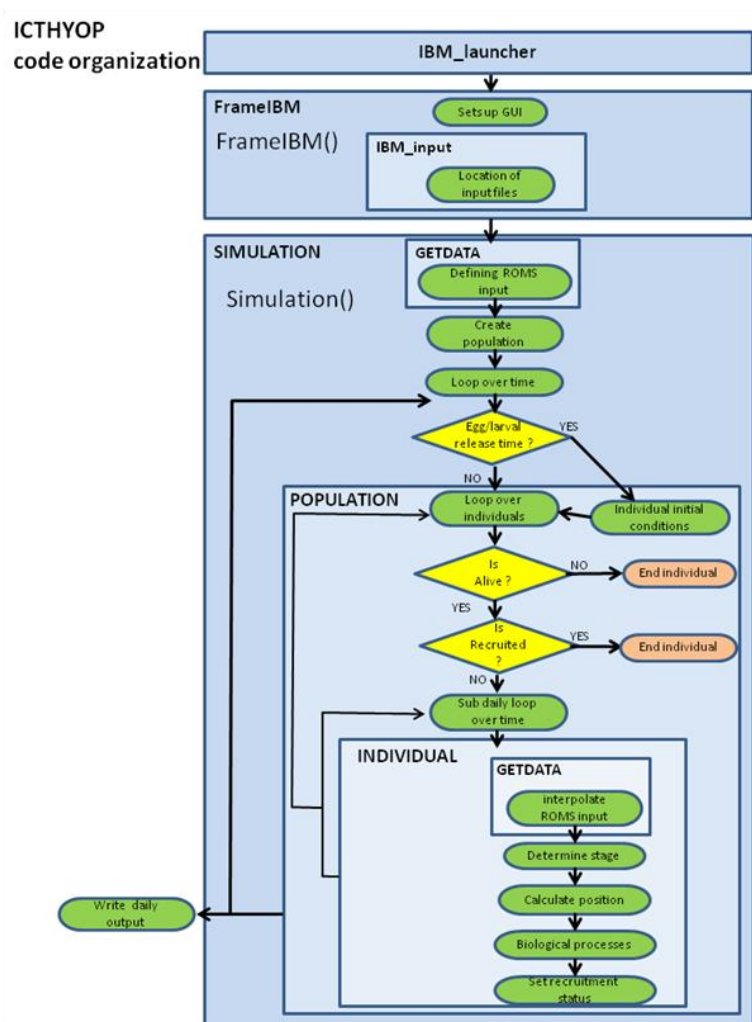 ICTHYOP
code organization
IBM_launcher
FrameIBM
FrameIBM()
Sets up GUI
IBM_input
Location of
input files
SIMULATION
Simulation()
GETDATA
Defining ROMS
input
Create
population
Loop over time
Egg/larval
release time ?
YES
NO
POPULATION
Loop over
individuals
Individual initial
conditions
Is
Alive ?
NO
End individual
YES
Is
Recruited
?
YES
End individual
NO
Sub daily loop
over time
INDIVIDUAL
GETDATA
interpolate
ROMS input
Determine stage
Calculate position
Biological processes
Set recruitment
status
Write daily
output